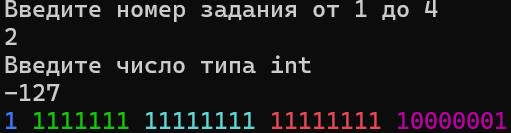 Введите номер задания от 1 до 4
2
Введите число типа int
-127
1 1111111 11111111 11111111 10000001